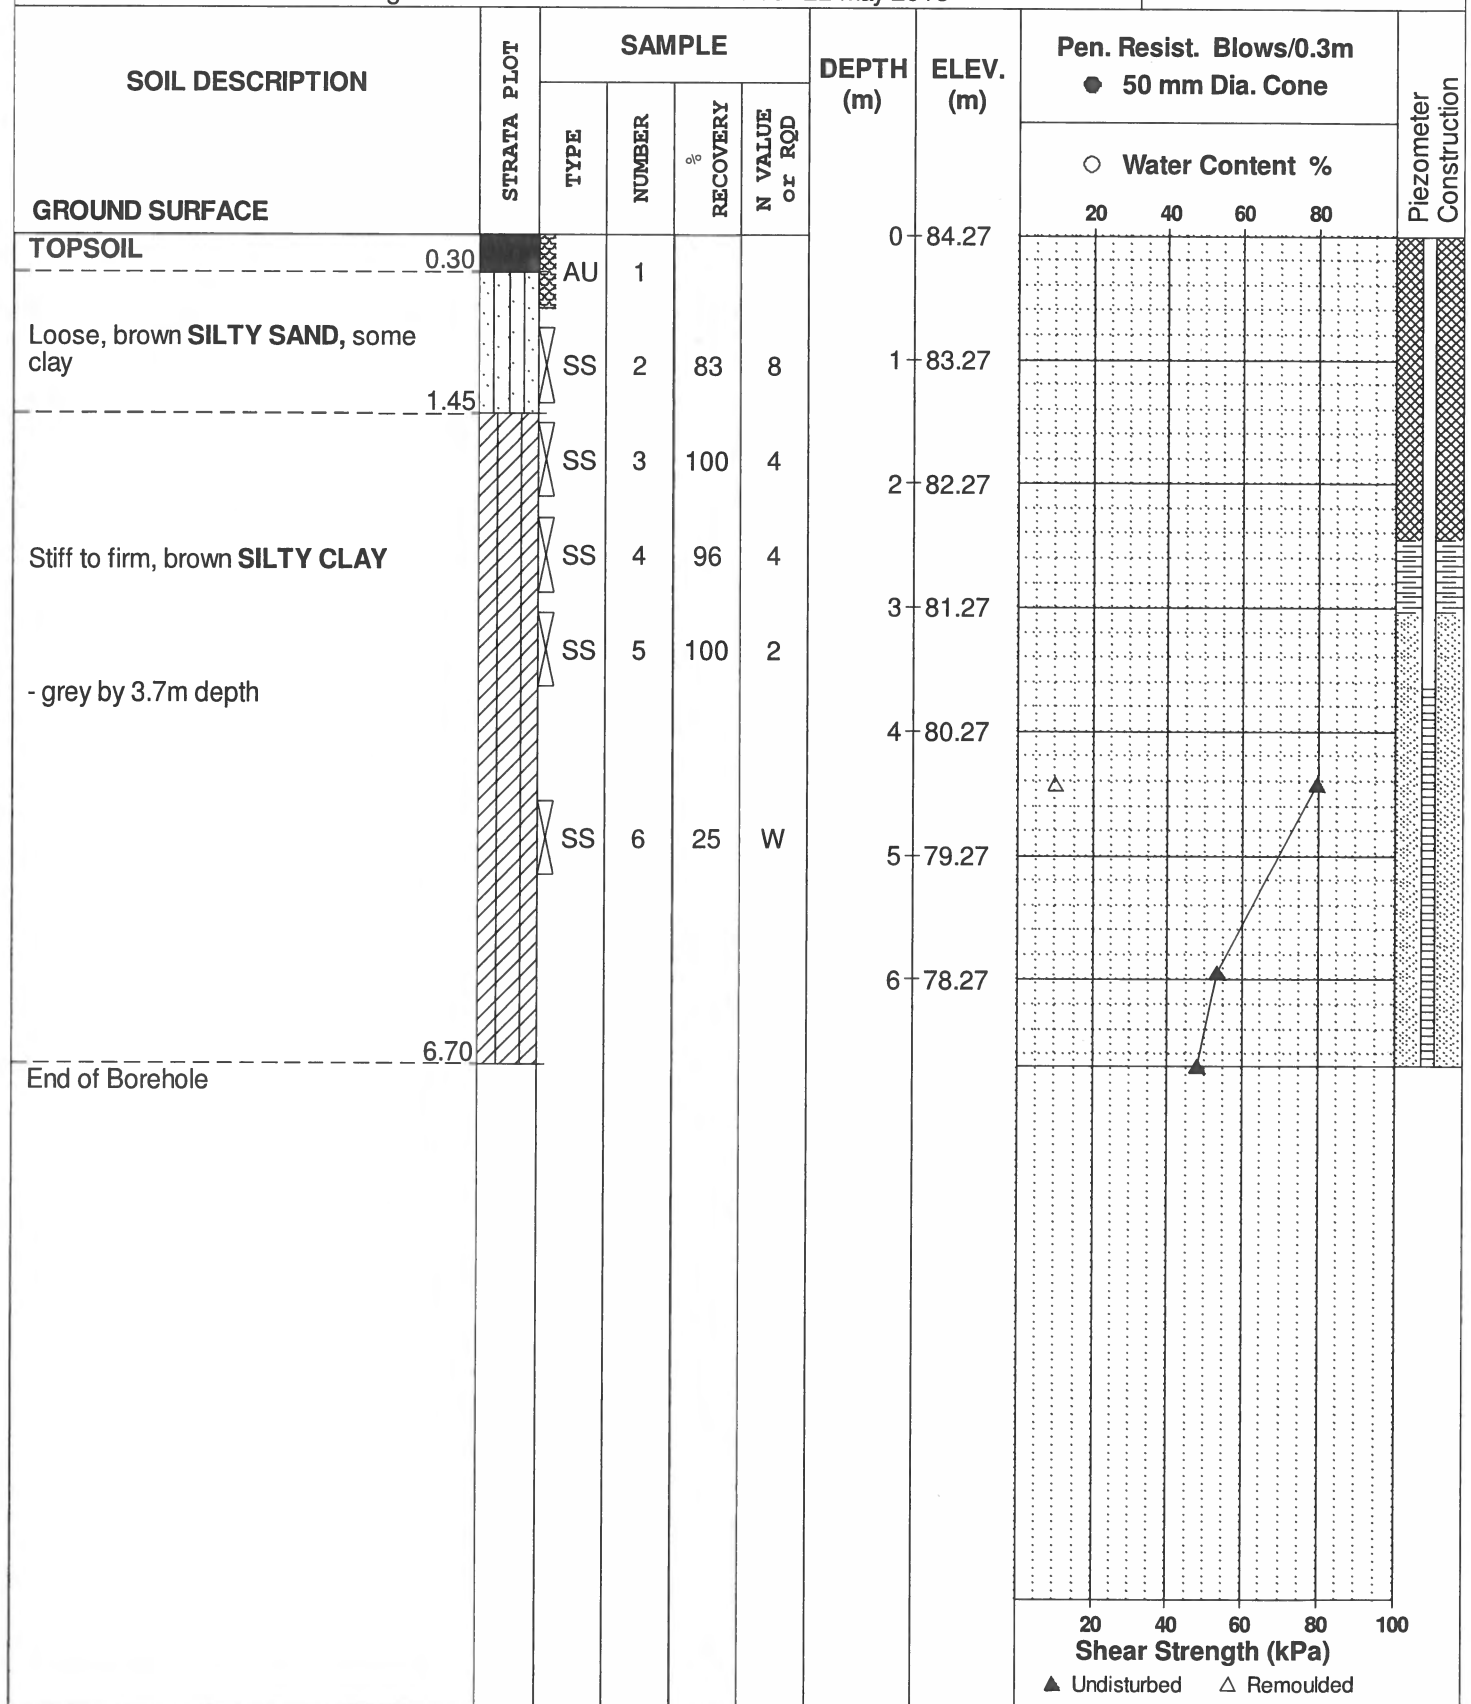 SOIL DESCRIPTION
GROUND SURFACE
STRATA PLOT
SAMPLE
TYPE
NUMBER
% RECOVERY
N VALUE
or RQD
DEPTH
(m)
ELEV.
(m)
Pen. Resist. Blows/0.3m
● 50 mm Dia. Cone
○ Water Content %
20 40 60 80
Piezometer
Construction
TOPSOIL
0.30
AU 1
0 84.27
Loose, brown SILTY SAND, some
clay
1.45
SS 2 83 8
1 83.27
SS 3 100 4
2 82.27
Stiff to firm, brown SILTY CLAY
SS 4 96 4
3 81.27
SS 5 100 2
- grey by 3.7m depth
4 80.27
SS 6 25 W
5 79.27
6 78.27
6.70
End of Borehole
20 40 60 80 100
Shear Strength (kPa)
▲ Undisturbed △ Remoulded